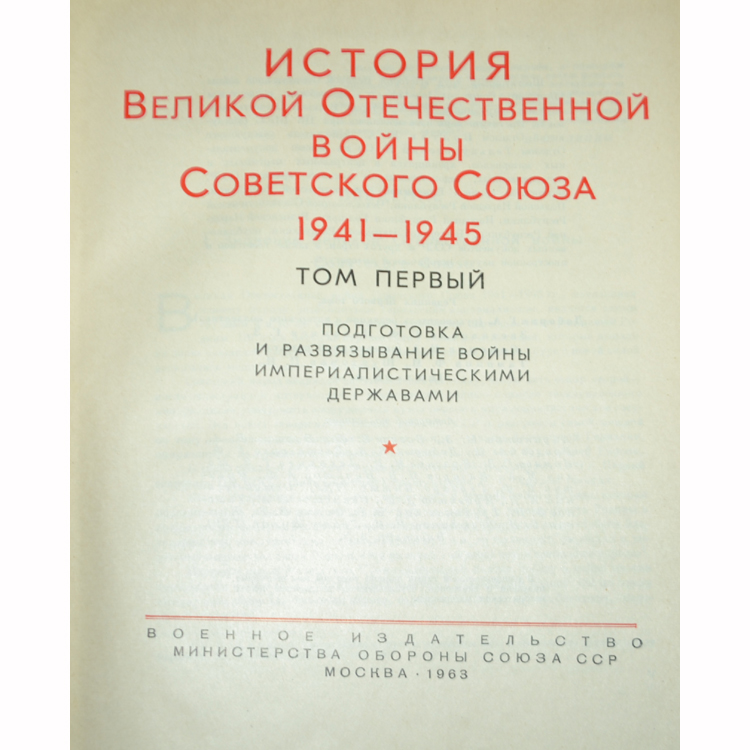 ИСТОРИЯ
ВЕЛИКОЙ ОТЕЧЕСТВЕННОЙ
ВОЙНЫ
СОВЕТСКОГО СОЮЗА
1941—1945
ТОМ ПЕРВЫЙ
ПОДГОТОВКА
И РАЗВЯЗЫВАНИЕ ВОЙНЫ
ИМПЕРИАЛИСТИЧЕСКИМИ
ДЕРЖАВАМИ
ВОЕННОЕ ИЗДАТЕЛЬСТВО
МИНИСТЕРСТВА ОБОРОНЫ СОЮЗА ССР
МОСКВА · 1963